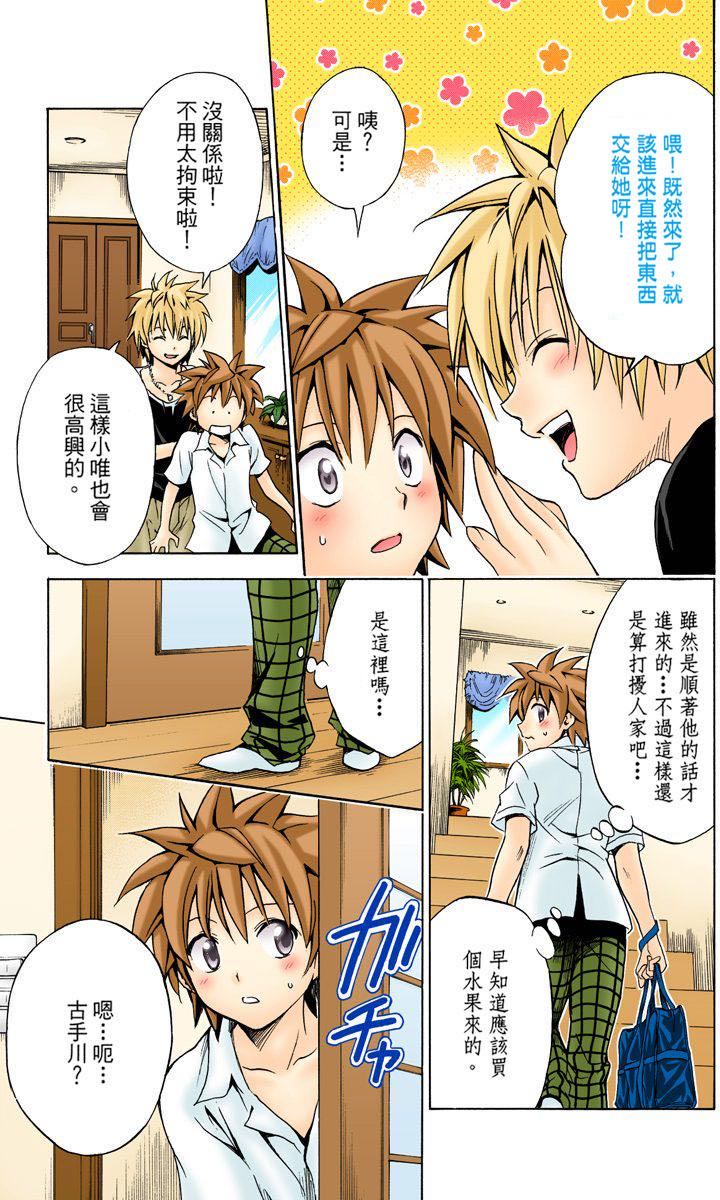 喂！既然來了，就
該進來直接把東西
交給她呀！
咦？
可是…
沒關係啦！
不用太拘束啦！
這樣小唯也會
很高興的。
雖然是順著他的話才
進來的…不過這樣還
是算打擾人家吧…
早知道應該買
個水果來的。
是這裡嗎…
ガチャ
嗯…呃…
古手川？